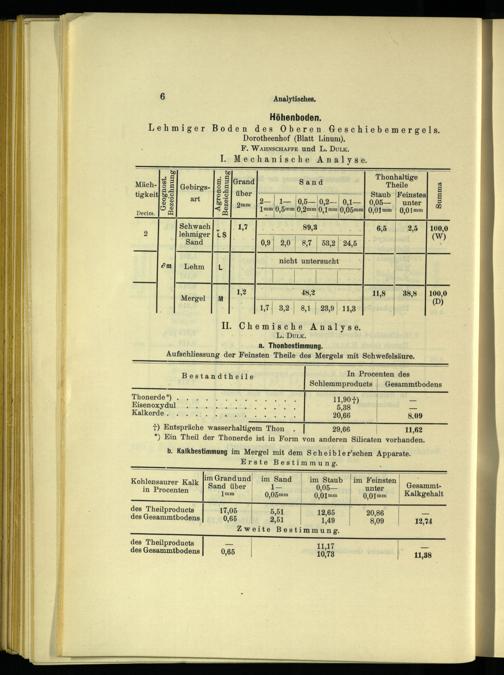 6
Analytisches.
Höhenboden.
Lehmiger Boden des Oberen Geschiebemergels.
Dorotheenhof (Blatt Linum).
F. Wahnschaffe und L. Dulk.
I. Mechanische Analyse.
Mächtigkeit Decim. | Geognost. Bezeichnung | Gebirgsart | Agronom. Bezeichnung | Grand über 2mm | Sand | Thonhaltige Theile | Summa
2—1mm | 1—0,5mm | 0,5—0,2mm | 0,2—0,1mm | 0,1—0,05mm | Staub 0,05—0,01mm | Feinstes unter 0,01mm
2 | Schwach lehmiger Sand | L̆S | 1,7 | 89,3 | 6,5 | 2,5 | 100,0 (W)
0,9 | 2,0 | 8,7 | 53,2 | 24,5
∂m | Lehm | L | nicht untersucht
Mergel | M | 1,2 | 48,2 | 11,8 | 38,8 | 100,0 (D)
1,7 | 3,2 | 8,1 | 23,9 | 11,3
II. Chemische Analyse.
L. Dulk.
a. Thonbestimmung.
Aufschliessung der Feinsten Theile des Mergels mit Schwefelsäure.
Bestandtheile | In Procenten des
Schlemmproducts | Gesammtbodens
Thonerde*) . . . . . . . . . | 11,90†) | —
Eisenoxydul . . . . . . . . . | 5,38 | —
Kalkerde . . . . . . . . . | 20,66 | 8,09
†) Entspräche wasserhaltigem Thon . | 29,66 | 11,62
*) Ein Theil der Thonerde ist in Form von anderen Silicaten vorhanden.
b. Kalkbestimmung im Mergel mit dem Scheibler'schen Apparate.
Erste Bestimmung.
Kohlensaurer Kalk in Procenten | im Grand und Sand über 1mm | im Sand 1—0,05mm | im Staub 0,05—0,01mm | im Feinsten unter 0,01mm | Gesammt-Kalkgehalt
des Theilproducts | 17,05 | 5,51 | 12,65 | 20,86 | —
des Gesammtbodens | 0,65 | 2,51 | 1,49 | 8,09 | 12,74
Zweite Bestimmung.
des Theilproducts | — | 11,17 | —
des Gesammtbodens | 0,65 | 10,73 | 11,38